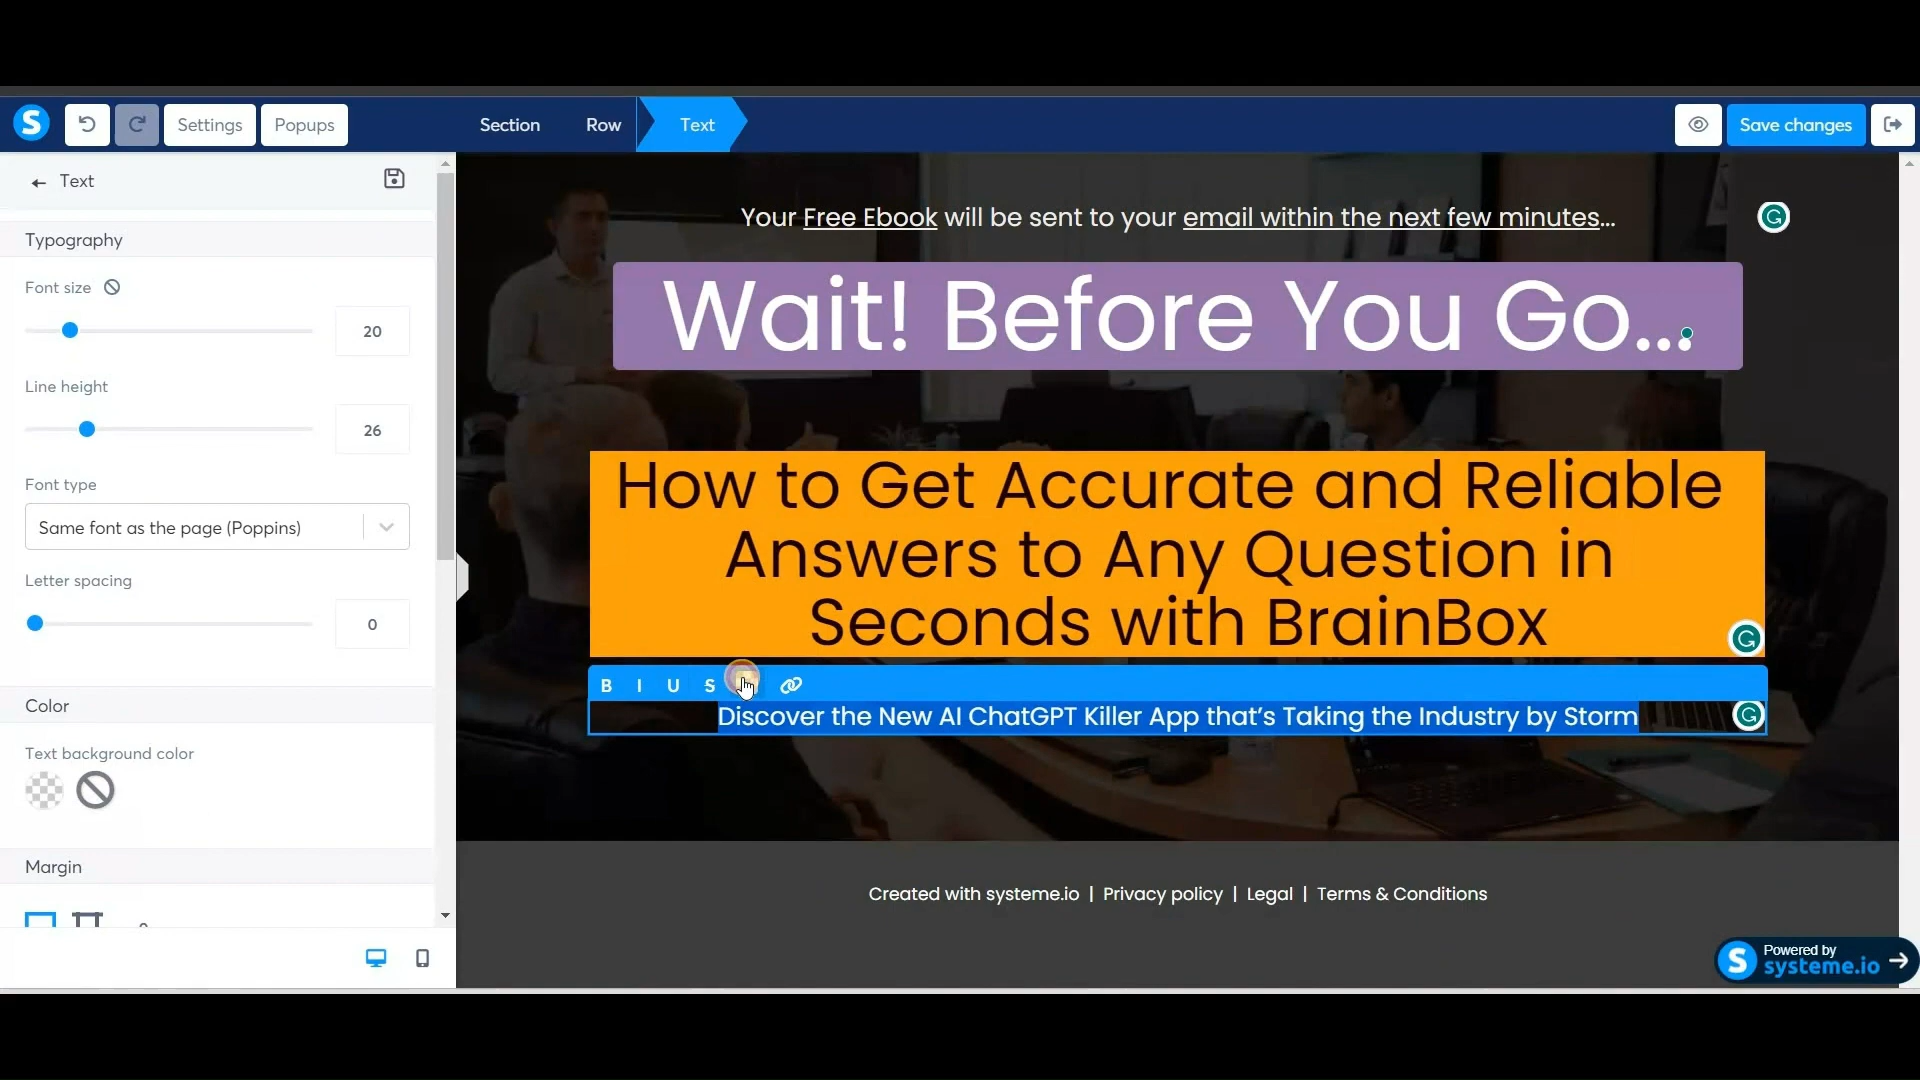 S
Settings
Popups
Section
Row
Text
Save changes
Text
Typography
Font size
20
Line height
26
Font type
Same font as the page (Poppins)
Letter spacing
0
Color
Text background color
Margin
Your Free Ebook will be sent to your email within the next few minutes...
Wait! Before You Go...
How to Get Accurate and Reliable
Answers to Any Question in
Seconds with BrainBox
B I U S
Discover the New AI ChatGPT Killer App that's Taking the Industry by Storm
Created with systeme.io | Privacy policy | Legal | Terms & Conditions
S
Powered by
systeme.io